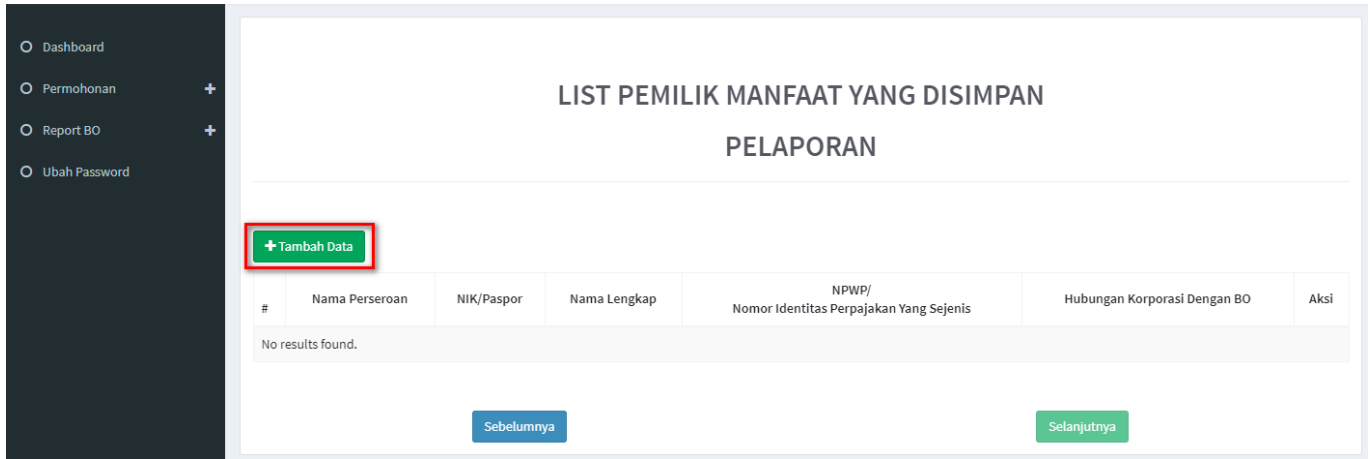 Dashboard
Permohonan
Report BO
Ubah Password
LIST PEMILIK MANFAAT YANG DISIMPAN
PELAPORAN
Tambah Data
# Nama Perseroan NIK/Paspor Nama Lengkap NPWP/
Nomor Identitas Perpajakan Yang Sejenis Hubungan Korporasi Dengan BO Aksi
No results found.
Sebelumnya Selanjutnya